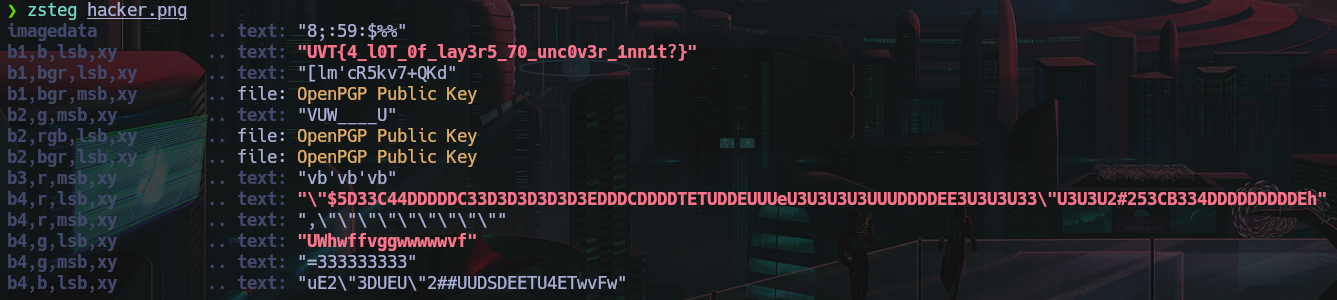 ❯ zsteg hacker.png
imagedata           .. text: "8;:59:$%%"
b1,b,lsb,xy         .. text: "UVT{4_l0T_0f_lay3r5_70_unc0v3r_1nn1t?}"
b1,bgr,lsb,xy       .. text: "[lm'cR5kv7+QKd"
b1,bgr,msb,xy       .. file: OpenPGP Public Key
b2,g,msb,xy         .. text: "VUW____U"
b2,rgb,lsb,xy       .. file: OpenPGP Public Key
b2,bgr,lsb,xy       .. file: OpenPGP Public Key
b3,r,msb,xy         .. text: "vb'vb'vb"
b4,r,lsb,xy         .. text: "\"$5D33C44DDDDDC33D3D3D3D3D3EDDDCDDDDTETUDDEUUUeU3U3U3U3UUUDDDDEE3U3U3U33\"U3U3U2#253CB334DDDDDDDDDEh"
b4,r,msb,xy         .. text: ",\"\"\"\"\"\"\"\"\""
b4,g,lsb,xy         .. text: "UWhwffvggwwwwwvf"
b4,g,msb,xy         .. text: "=333333333"
b4,b,lsb,xy         .. text: "uE2\"3DUEU\"2##UUDSDEETU4ETwvFw"